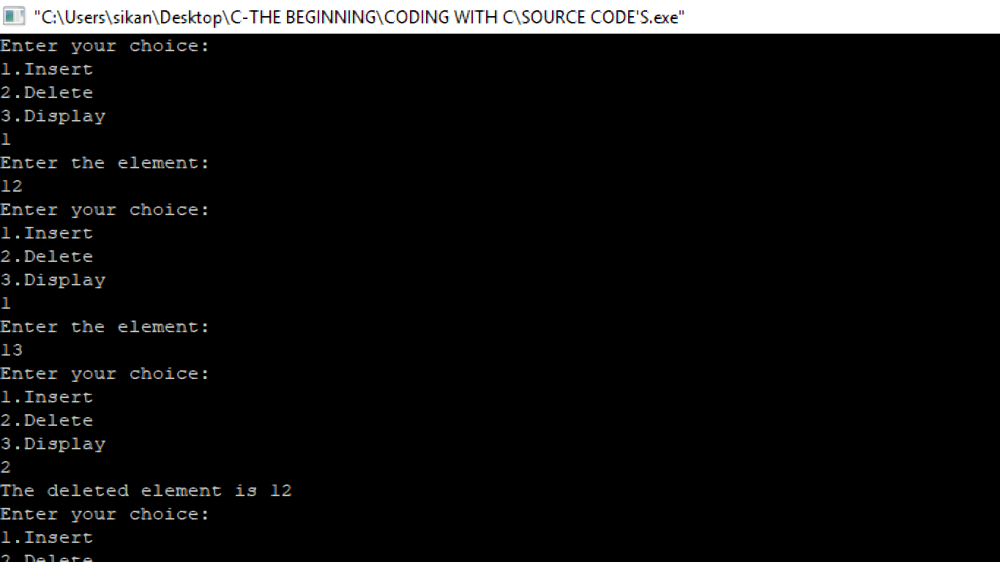 "C:\Users\sikan\Desktop\C-THE BEGINNING\CODING WITH C\SOURCE CODE'S.exe"
Enter your choice:
1.Insert
2.Delete
3.Display
1
Enter the element:
12
Enter your choice:
1.Insert
2.Delete
3.Display
1
Enter the element:
13
Enter your choice:
1.Insert
2.Delete
3.Display
2
The deleted element is 12
Enter your choice:
1.Insert
2.Delete